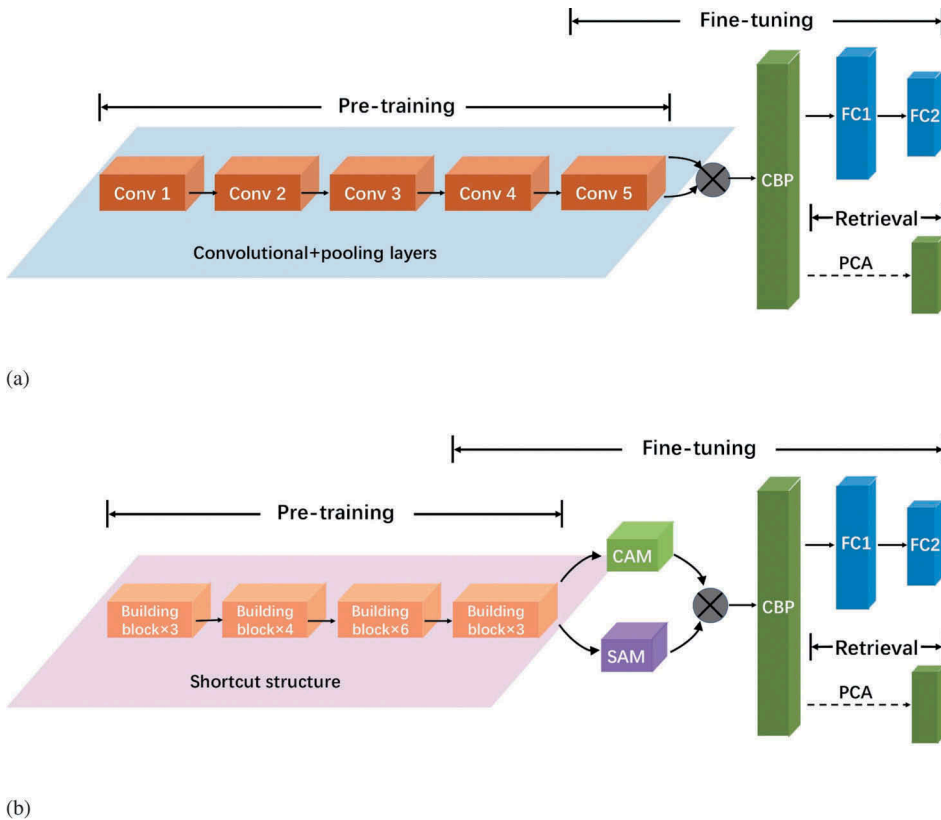 Fine-tuning
Pre-training
Conv 1
Conv 2
Conv 3
Conv 4
Conv 5
CBP
FC1
FC2
Convolutional+pooling layers
Retrieval
PCA
(a)
Fine-tuning
Pre-training
CAM
Building
block×3
Building
block×4
Building
block×6
Building
block×3
SAM
CBP
FC1
FC2
Shortcut structure
Retrieval
PCA
(b)